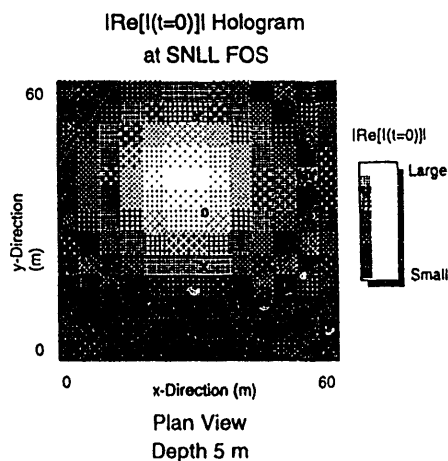 |Re[I(t=0)]| Hologram
at SNLL FOS
60
y-Direction
(m)
0
0
x-Direction (m)
60
|Re[I(t=0)]|
Large
Small
Plan View
Depth 5 m